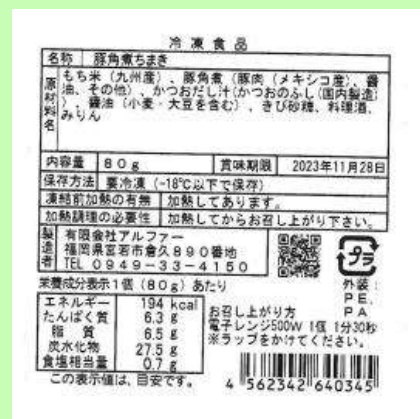 冷凍食品
名称 豚角煮ちまき
原材料名 もち米（九州産）、豚角煮（豚肉（メキシコ産）、醤
油、その他）、かつおだし汁(かつおのふし(国内製造)
)、醤油（小麦・大豆を含む）、きび砂糖、料理酒、
みりん
内容量 80g 賞味期限 2023年11月28日
保存方法 要冷凍（-18℃以下で保存）
凍結前加熱の有無 加熱してあります。
加熱調理の必要性 加熱してからお召し上がり下さい。
製造者 有限会社アルファー
福岡県宮若市倉久890番地
TEL 0949-33-4150
プラ
外装：
PE、
PA
栄養成分表示1個（80g）あたり
エネルギー 194 kcal
たんぱく質 6.3 g
脂質 6.5 g
炭水化物 27.5 g
食塩相当量 0.7 g
この表示値は、目安です。
お召し上がり方
電子レンジ500W 1個 1分30秒
※ラップをかけてください。
4 562342 640345